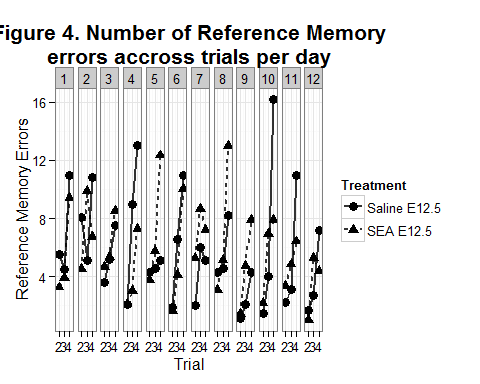 Figure 4. Number of Reference Memory
errors accross trials per day
1 2 3 4 5 6 7 8 9 10 11 12
16
12
8
4
Reference Memory Errors
234 234 234 234 234 234 234 234 234 234 234 234
Trial
Treatment
Saline E12.5
SEA E12.5